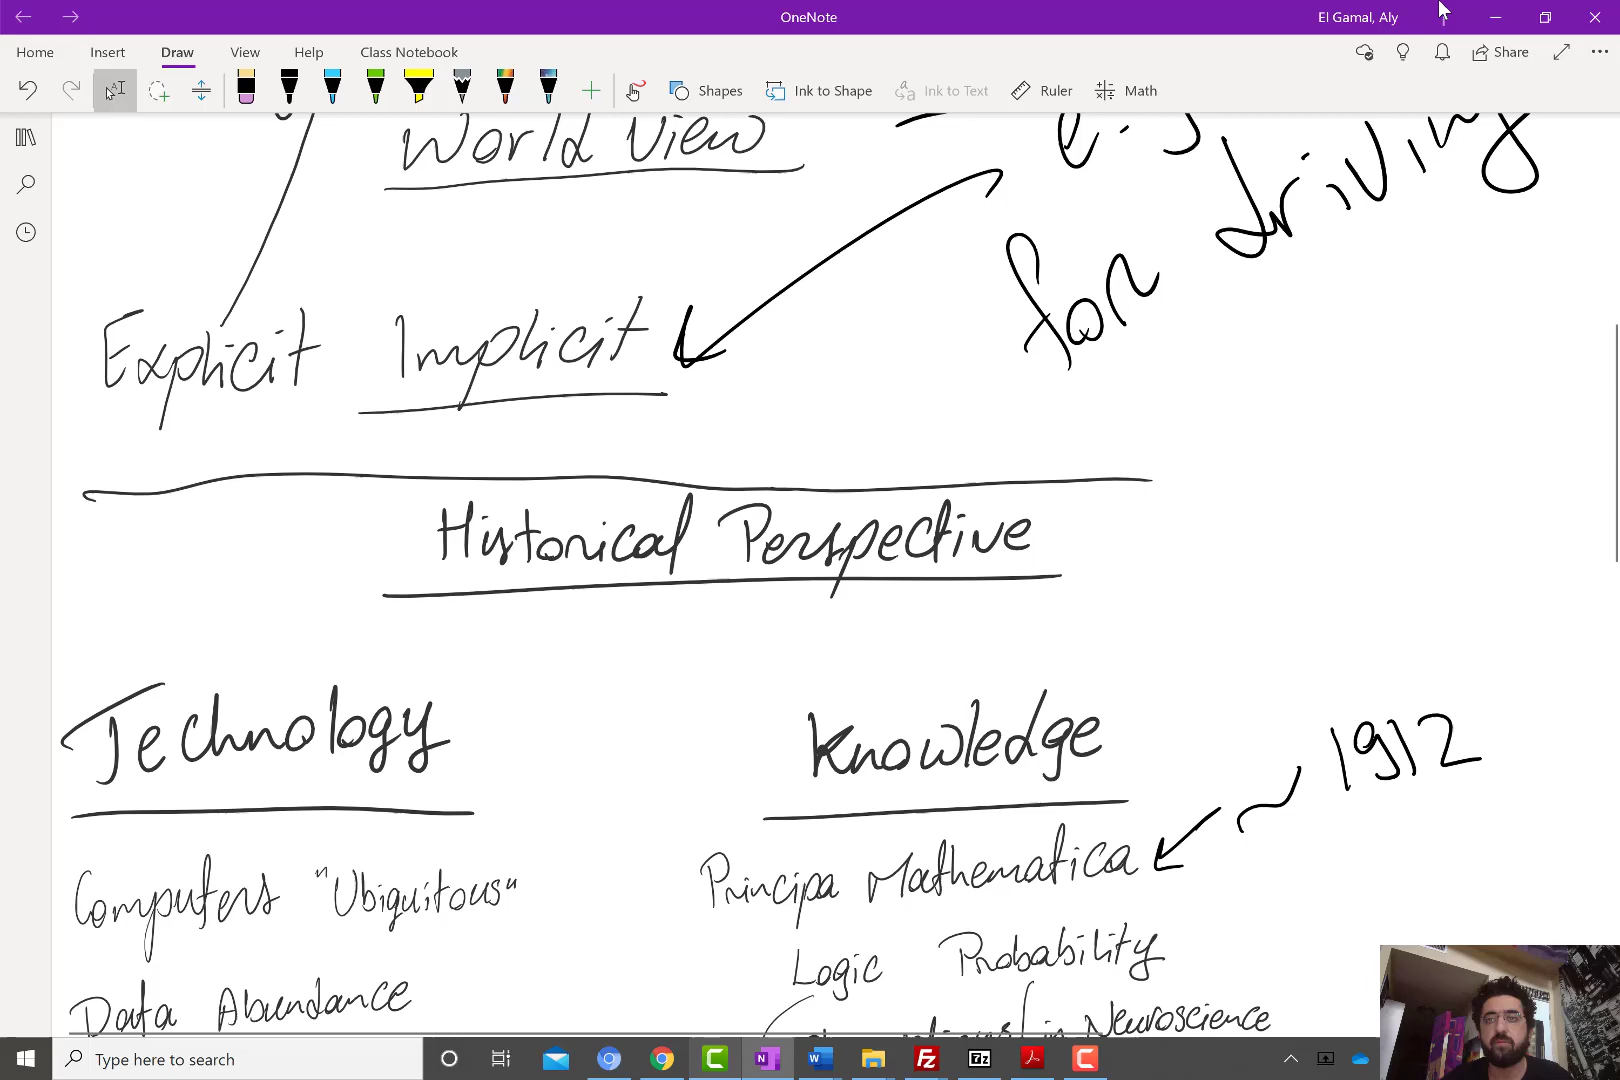 OneNote
El Gamal, Aly
Home Insert Draw View Help Class Notebook
Share
Shapes Ink to Shape Ink to Text Ruler Math
World View
e.g
for driving
Explicit Implicit
Historical Perspective
Technology Knowledge
1912
Principa Mathematica
Computers "Ubiquitous"
Logic Probability
Data Abundance
in Neuroscience
Type here to search